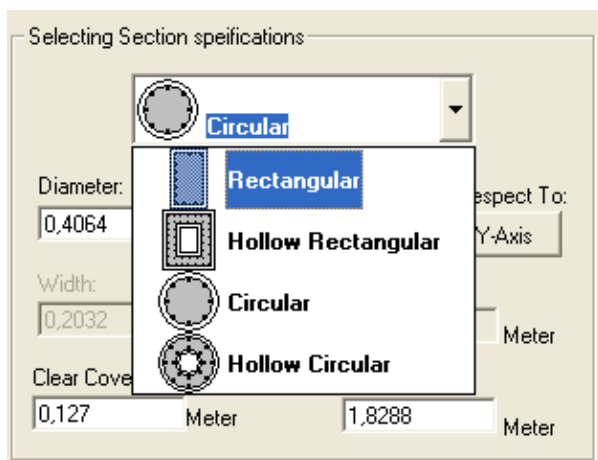 Selecting Section speifications
Circular
Rectangular
Hollow Rectangular
Circular
Hollow Circular
Diameter:
espect To:
0,4064
Y-Axis
Width:
0,2032
Meter
Clear Cove
0,127
Meter
1,8288
Meter